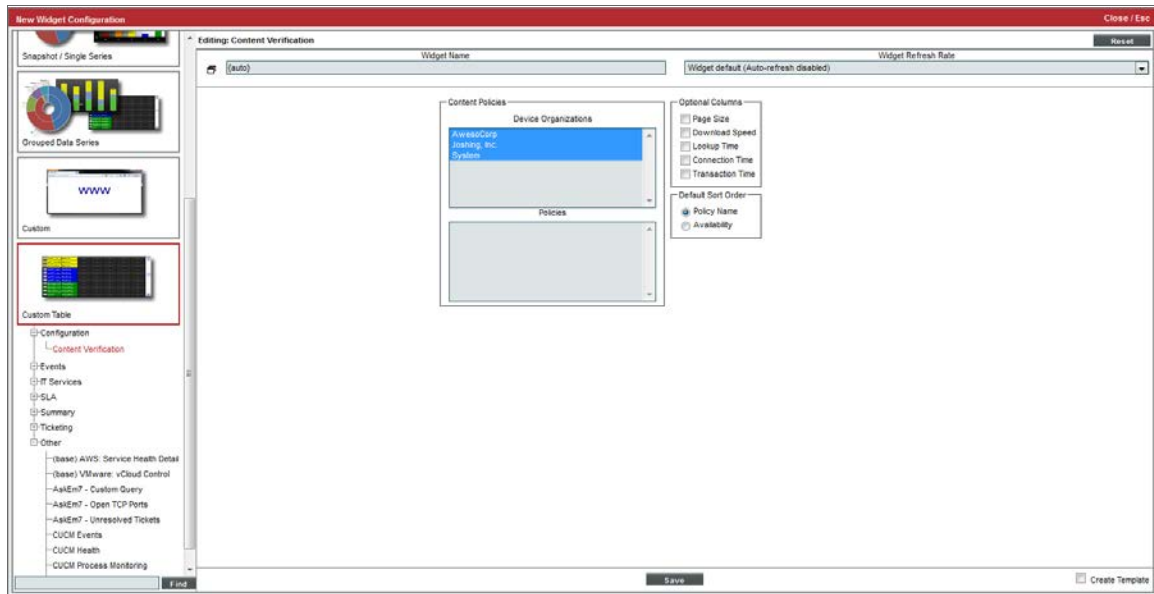 New Widget Configuration
Close / Esc
Snapshot / Single Series
Grouped Data Series
www
Custom
Custom Table
Configuration
Content Verification
Events
IT Services
SLA
Summary
Ticketing
Other
(base) AWS: Service Health Detail
(base) VMware: vCloud Control
AskEm7 - Custom Query
AskEm7 - Open TCP Ports
AskEm7 - Unresolved Tickets
CUCM Events
CUCM Health
CUCM Process Monitoring
Find
Editing: Content Verification
Reset
Widget Name
Widget Refresh Rate
(auto)
Widget default (Auto-refresh disabled)
Content Policies
Device Organizations
AwesoCorp
Joshing, Inc.
System
Policies
Optional Columns
Page Size
Download Speed
Lookup Time
Connection Time
Transaction Time
Default Sort Order
Policy Name
Availability
Save
Create Template